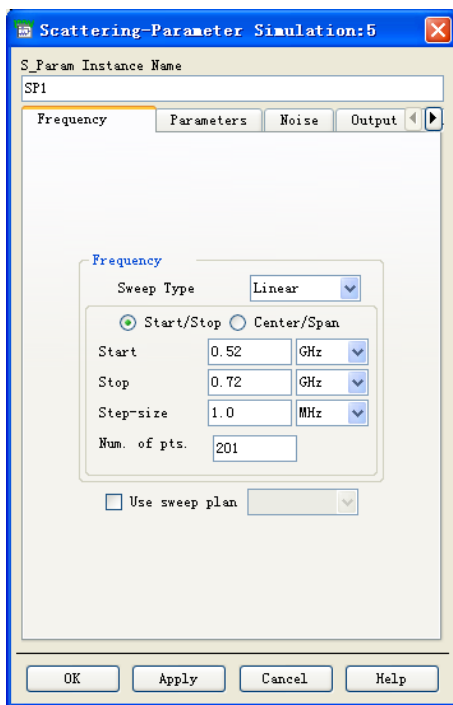 Scattering-Parameter Simulation:5
S_Param Instance Name
SP1
Frequency Parameters Noise Output
Frequency
Sweep Type Linear
Start/Stop Center/Span
Start 0.52 GHz
Stop 0.72 GHz
Step-size 1.0 MHz
Num. of pts. 201
Use sweep plan
OK Apply Cancel Help